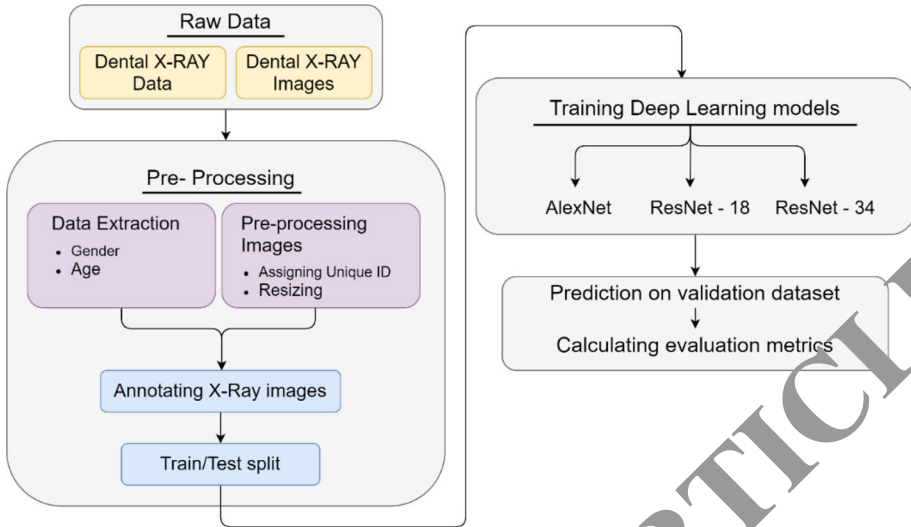 Raw Data
Dental X-RAY
Data
Dental X-RAY
Images
Pre- Processing
Data Extraction
• Gender
• Age
Pre-processing
Images
• Assigning Unique ID
• Resizing
Annotating X-Ray images
Train/Test split
Training Deep Learning models
AlexNet
ResNet - 18
ResNet - 34
Prediction on validation dataset
Calculating evaluation metrics